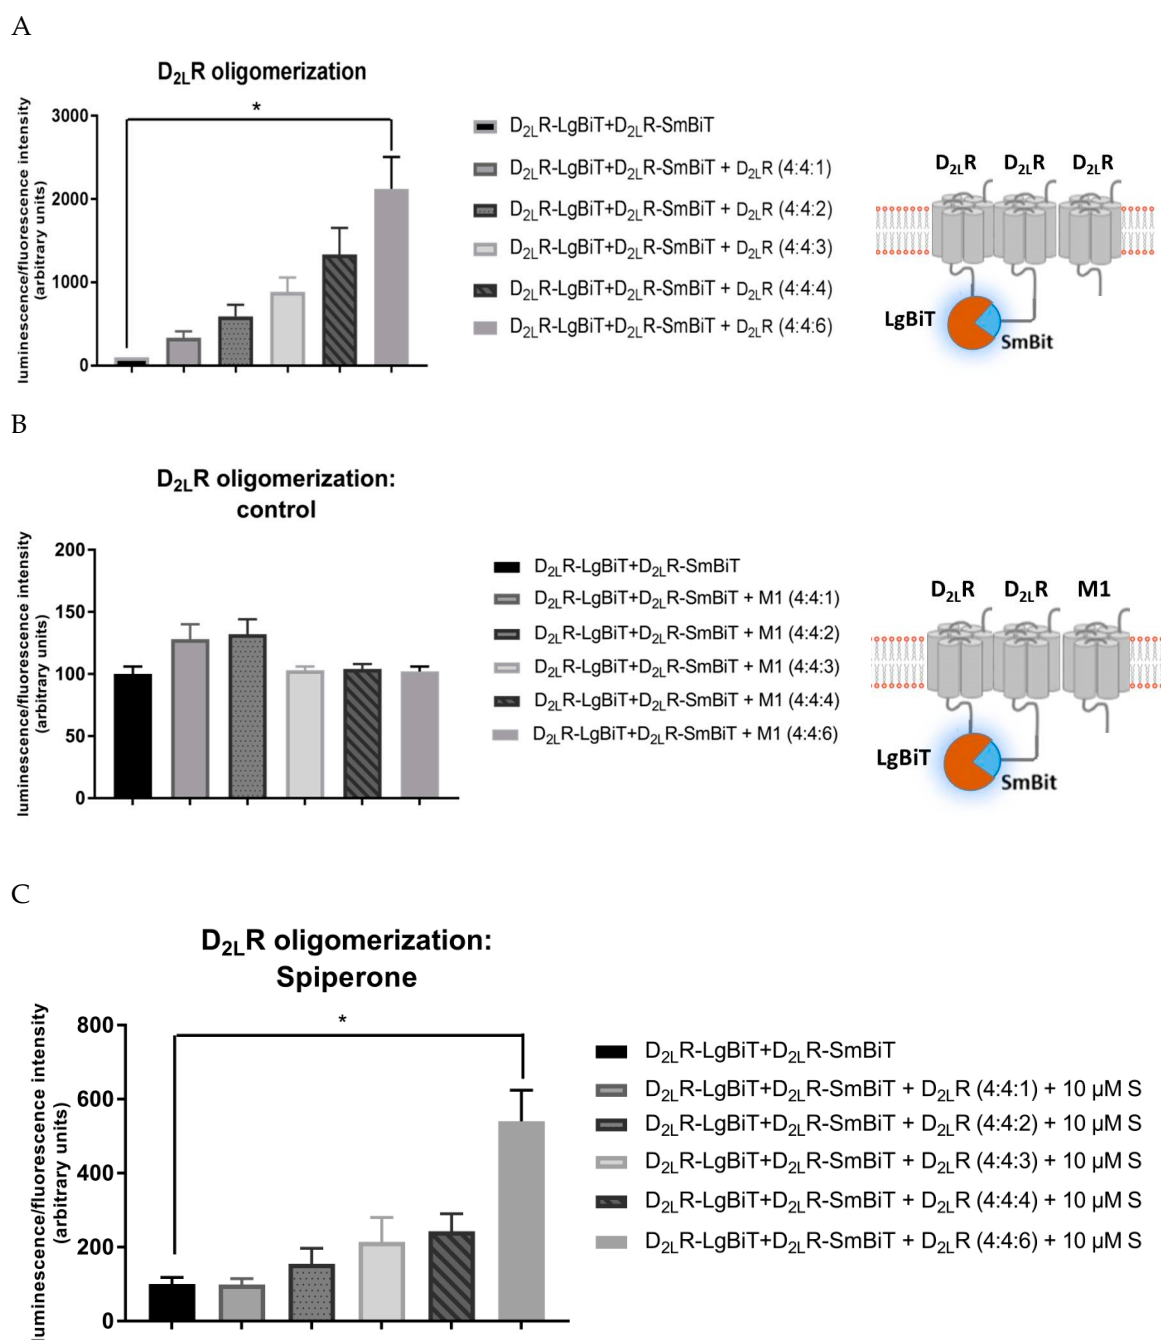 A
D2LR oligomerization
luminescence/fluorescence intensity
(arbitrary units)
3000
2000
1000
0
*
D2LR-LgBiT+D2LR-SmBiT
D2LR-LgBiT+D2LR-SmBiT + D2LR (4:4:1)
D2LR-LgBiT+D2LR-SmBiT + D2LR (4:4:2)
D2LR-LgBiT+D2LR-SmBiT + D2LR (4:4:3)
D2LR-LgBiT+D2LR-SmBiT + D2LR (4:4:4)
D2LR-LgBiT+D2LR-SmBiT + D2LR (4:4:6)
D2LR D2LR D2LR
LgBiT
SmBit
B
D2LR oligomerization:
control
luminescence/fluorescence intensity
(arbitrary units)
200
150
100
50
0
D2LR-LgBiT+D2LR-SmBiT
D2LR-LgBiT+D2LR-SmBiT + M1 (4:4:1)
D2LR-LgBiT+D2LR-SmBiT + M1 (4:4:2)
D2LR-LgBiT+D2LR-SmBiT + M1 (4:4:3)
D2LR-LgBiT+D2LR-SmBiT + M1 (4:4:4)
D2LR-LgBiT+D2LR-SmBiT + M1 (4:4:6)
D2LR D2LR M1
LgBiT
SmBit
C
D2LR oligomerization:
Spiperone
luminescence/fluorescence intensity
(arbitrary units)
800
600
400
200
0
*
D2LR-LgBiT+D2LR-SmBiT
D2LR-LgBiT+D2LR-SmBiT + D2LR (4:4:1) + 10 µM S
D2LR-LgBiT+D2LR-SmBiT + D2LR (4:4:2) + 10 µM S
D2LR-LgBiT+D2LR-SmBiT + D2LR (4:4:3) + 10 µM S
D2LR-LgBiT+D2LR-SmBiT + D2LR (4:4:4) + 10 µM S
D2LR-LgBiT+D2LR-SmBiT + D2LR (4:4:6) + 10 µM S